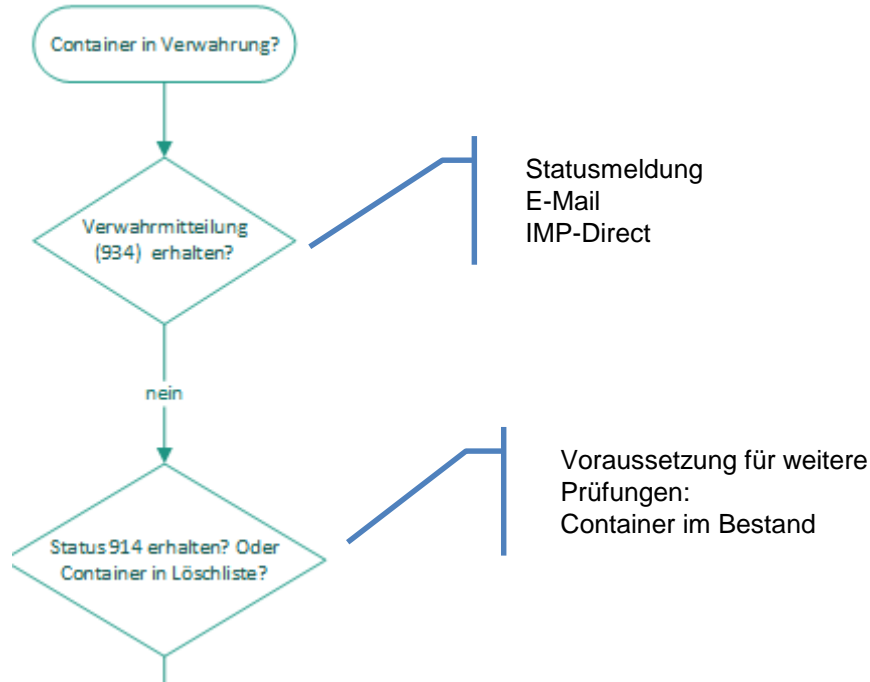 Container in Verwahrung?
Verwahrmitteilung
(934) erhalten?
Statusmeldung
E-Mail
IMP-Direct
nein
Status 914 erhalten? Oder
Container in Löschliste?
Voraussetzung für weitere
Prüfungen:
Container im Bestand